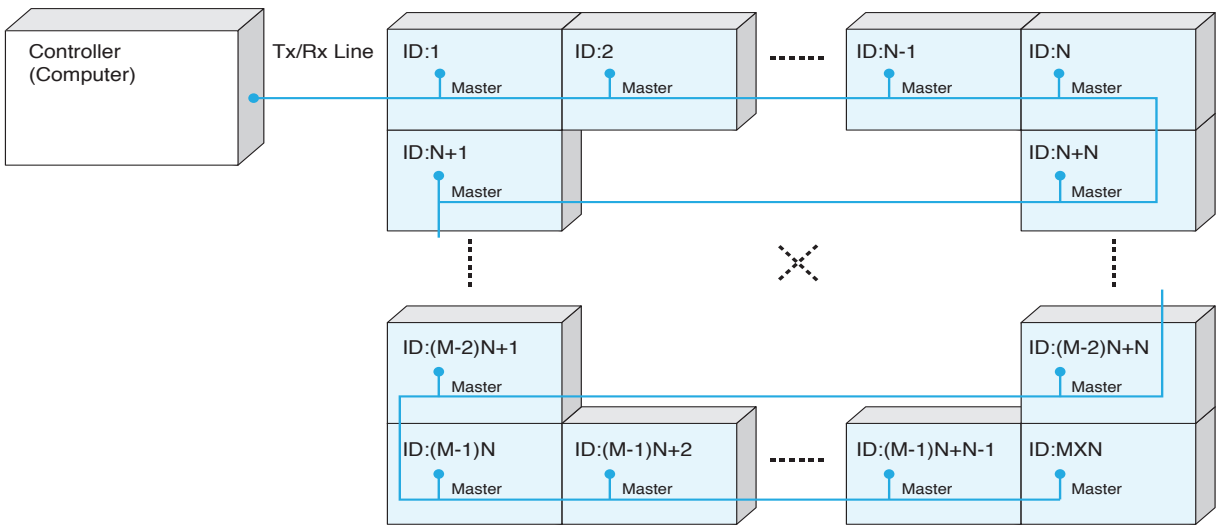 Controller
(Computer)
Tx/Rx Line
ID:1
Master
ID:2
Master
ID:N-1
Master
ID:N
Master
ID:N+1
Master
ID:N+N
Master
ID:(M-2)N+1
Master
ID:(M-2)N+N
Master
ID:(M-1)N
Master
ID:(M-1)N+2
Master
ID:(M-1)N+N-1
Master
ID:MXN
Master